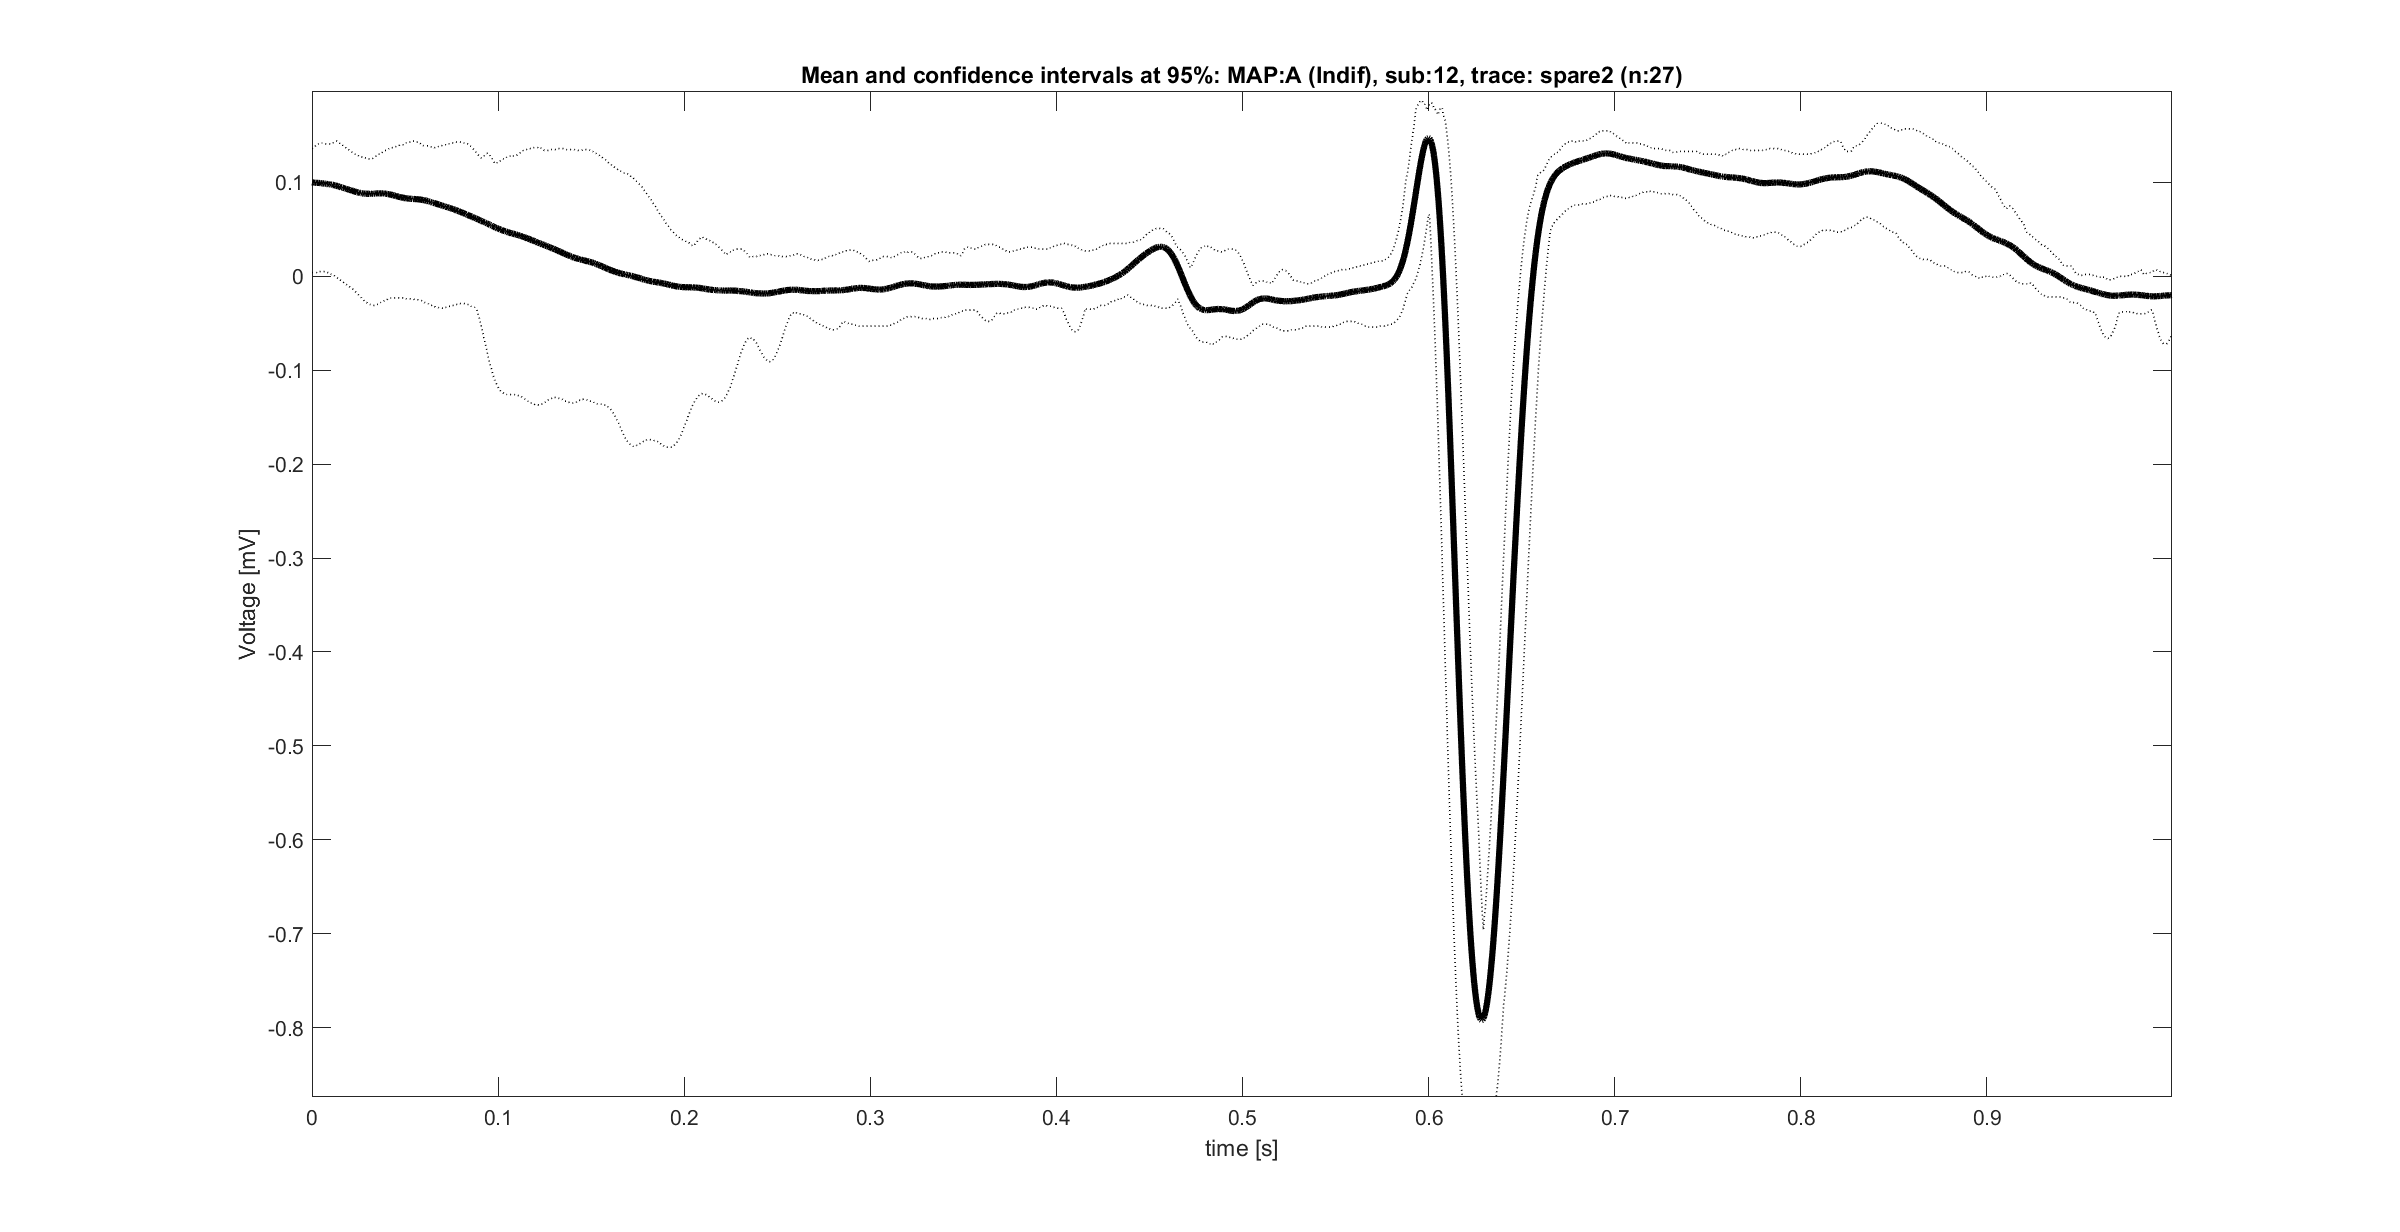 Mean and confidence intervals at 95%: MAP:A (Indif), sub:12, trace: spare2 (n:27)
0.1
0
-0.1
-0.2
-0.3
-0.4
-0.5
-0.6
-0.7
-0.8
Voltage [mV]
0 0.1 0.2 0.3 0.4 0.5 0.6 0.7 0.8 0.9
time [s]